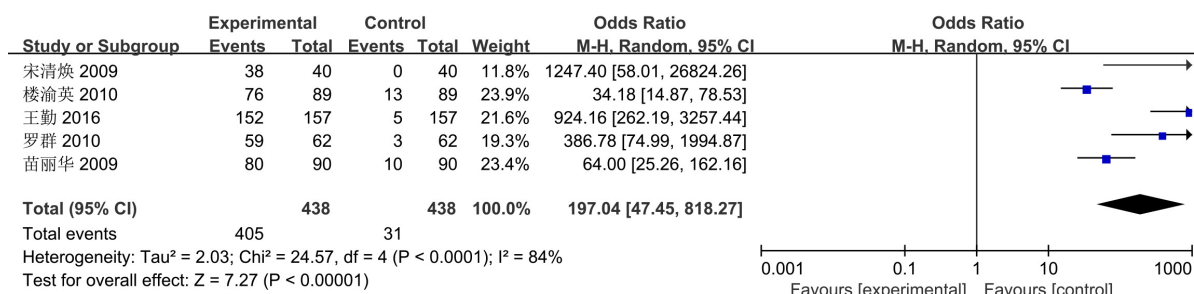 Experimental Control Odds Ratio Odds Ratio
Study or Subgroup Events Total Events Total Weight M-H, Random, 95% CI M-H, Random, 95% CI
宋清焕 2009 38 40 0 40 11.8% 1247.40 [58.01, 26824.26]
楼渝英 2010 76 89 13 89 23.9% 34.18 [14.87, 78.53]
王勤 2016 152 157 5 157 21.6% 924.16 [262.19, 3257.44]
罗群 2010 59 62 3 62 19.3% 386.78 [74.99, 1994.87]
苗丽华 2009 80 90 10 90 23.4% 64.00 [25.26, 162.16]
Total (95% CI) 438 438 100.0% 197.04 [47.45, 818.27]
Total events 405 31
Heterogeneity: Tau² = 2.03; Chi² = 24.57, df = 4 (P < 0.0001); I² = 84%
Test for overall effect: Z = 7.27 (P < 0.00001)
0.001 0.1 1 10 1000
Favours [experimental] Favours [control]